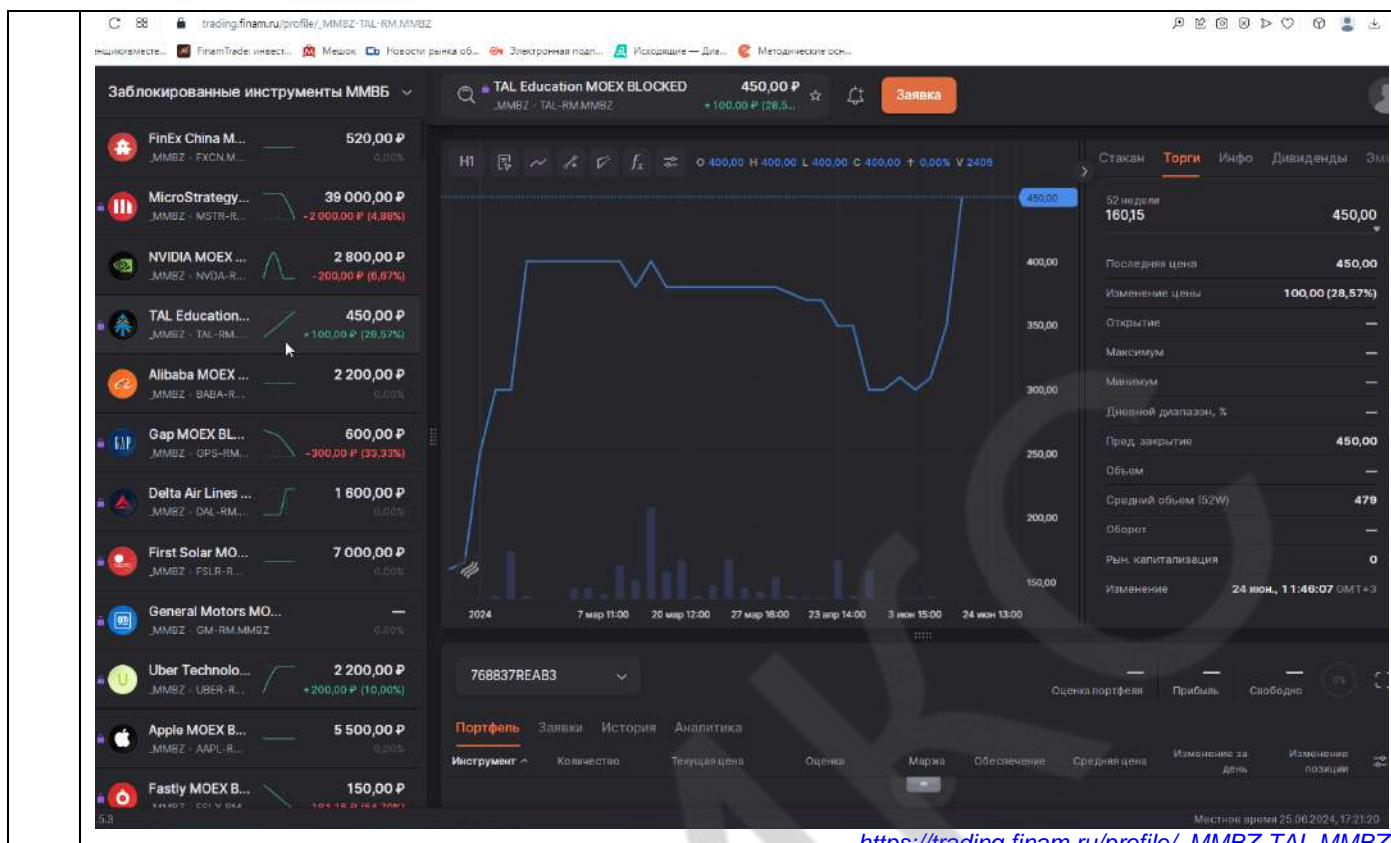 trading.finam.ru/profile/_MMBZ-TAL-RM.MMBZ
FinamTrade: инвест... Мешок Новости рынка об... Электронная подп... Исходящие — Диа... Методические осн...
Заблокированные инструменты ММВБ
TAL Education MOEX BLOCKED 450,00 ₽
_MMBZ · TAL-RM.MMBZ +100,00 ₽ (28,5...
Заявка
FinEx China M... 520,00 ₽
_MMBZ · FXCN.M... 0,00%
MicroStrategy... 39 000,00 ₽
_MMBZ · MSTR-R... -2 000,00 ₽ (4,88%)
NVIDIA MOEX ... 2 800,00 ₽
_MMBZ · NVDA-R... -200,00 ₽ (6,67%)
TAL Education... 450,00 ₽
_MMBZ · TAL-RM.... +100,00 ₽ (28,57%)
Alibaba MOEX ... 2 200,00 ₽
_MMBZ · BABA-R... 0,00%
Gap MOEX BL... 600,00 ₽
_MMBZ · GPS-RM... -300,00 ₽ (33,33%)
Delta Air Lines ... 1 600,00 ₽
_MMBZ · DAL-RM.... 0,00%
First Solar MO... 7 000,00 ₽
_MMBZ · FSLR-R... 0,00%
General Motors MO... —
_MMBZ · GM-RM.MMBZ 0,00%
Uber Technolo... 2 200,00 ₽
_MMBZ · UBER-R... +200,00 ₽ (10,00%)
Apple MOEX B... 5 500,00 ₽
_MMBZ · AAPL-R... 0,00%
Fastly MOEX B... 150,00 ₽
5.3
H1 O 400,00 H 400,00 L 400,00 C 400,00 + 0,00% V 2406
450,00
400,00
350,00
300,00
250,00
200,00
150,00
2024 7 мар 11:00 20 мар 12:00 27 мар 16:00 23 апр 14:00 3 июн 15:00 24 июн 13:00
Стакан Торги Инфо Дивиденды
52 недели
160,15 450,00
Последняя цена 450,00
Изменение цены 100,00 (28,57%)
Открытие —
Максимум —
Минимум —
Дневной диапазон, % —
Пред. закрытие 450,00
Объем —
Средний объем (52W) 479
Оборот —
Рын. капитализация 0
Изменение 24 июн., 11:46:07 GMT+3
768837REAB3
Оценка портфеля Прибыль Свободно 0%
Портфель Заявки История Аналитика
Инструмент Количество Текущая цена Оценка Маржа Обеспечение Средняя цена Изменение за день Изменение позиции
Местное время 25.06.2024, 17:21:20
https://trading.finam.ru/profile/_MMBZ-TAL-MMBZ